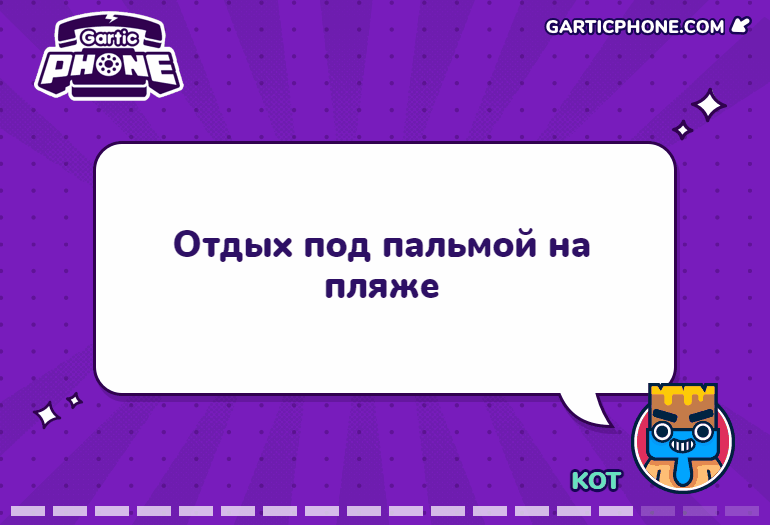 Gartic
PHONE
GARTICPHONE.COM
Отдых под пальмой на
пляже
КОТ